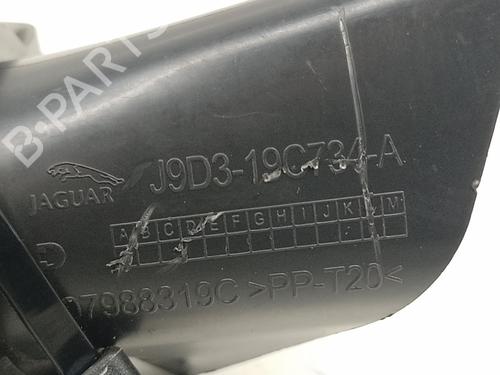 B-PARTS
J9D3-19C734-A
JAGUAR
A B C D E F G H I J K L M
07988319C >PP-T20<